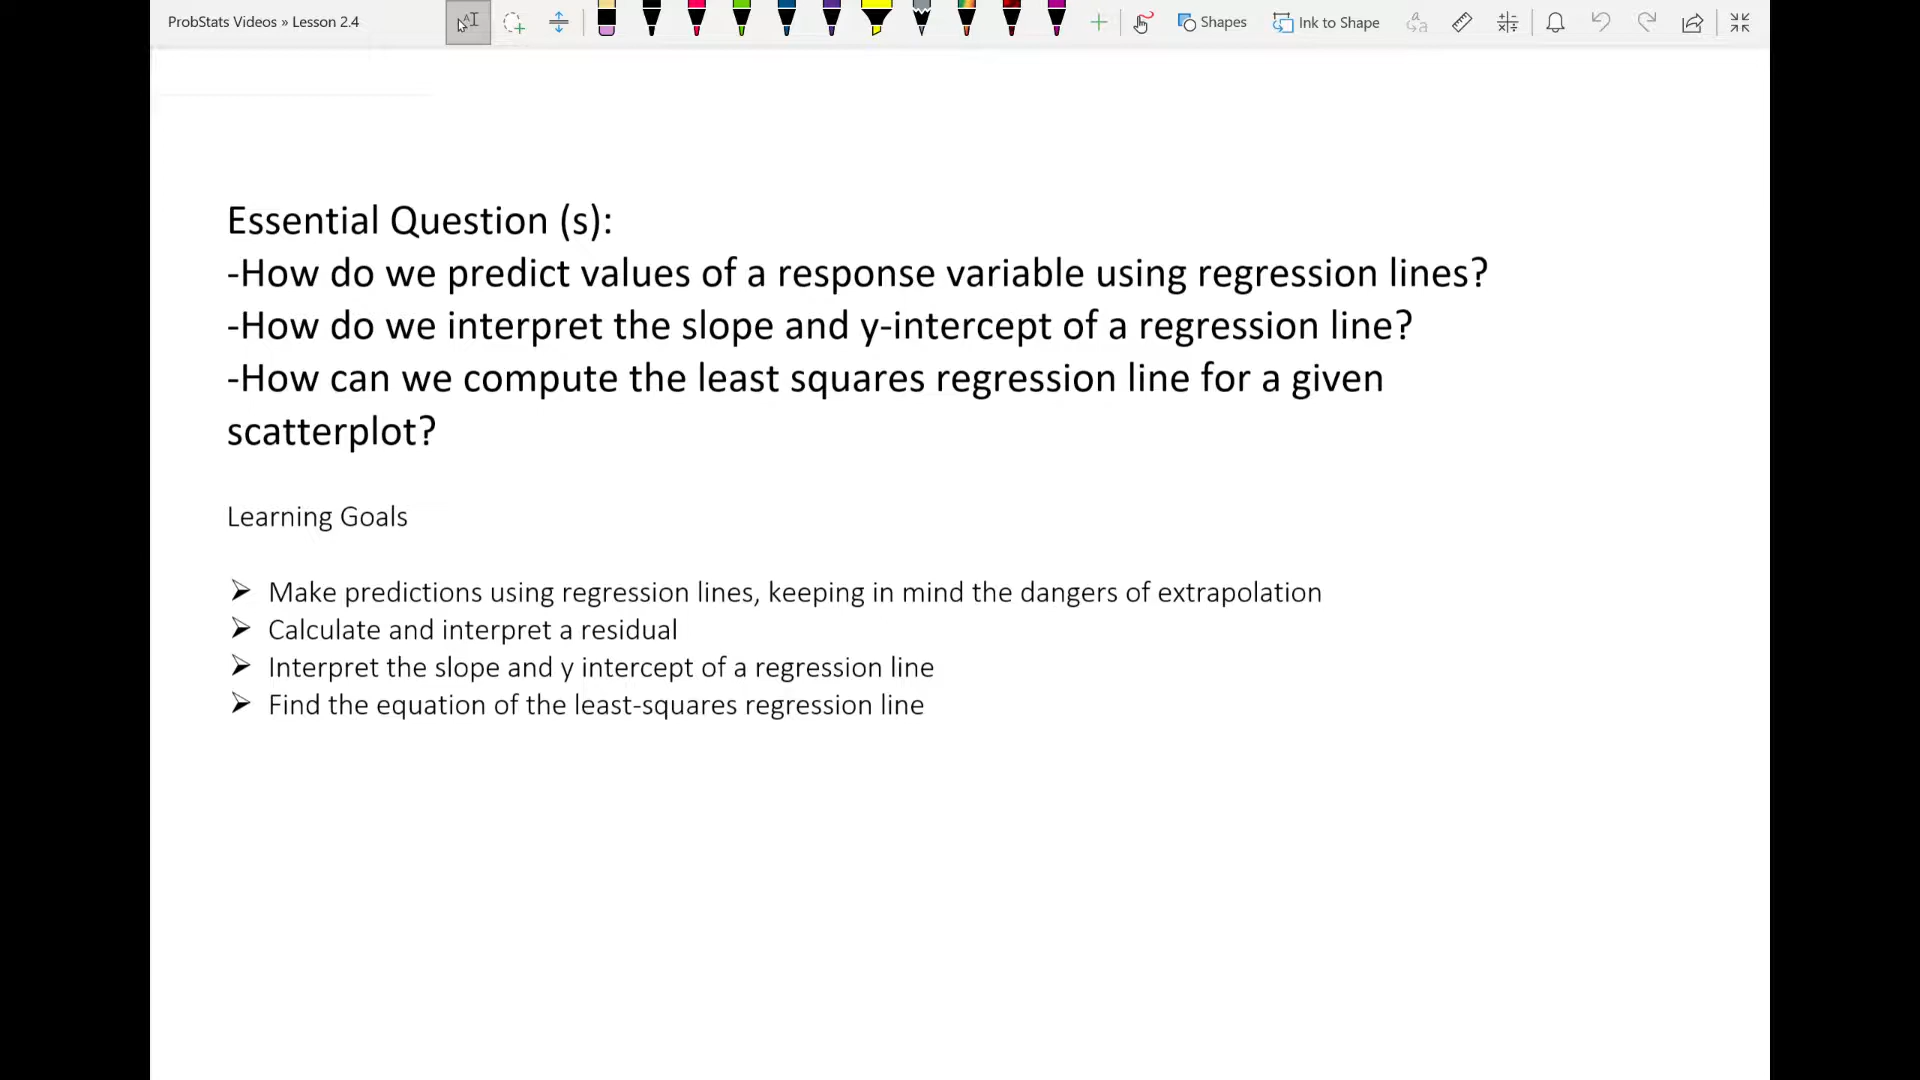 ProbStats Videos » Lesson 2.4
Shapes
Ink to Shape
Essential Question (s):
-How do we predict values of a response variable using regression lines?
-How do we interpret the slope and y-intercept of a regression line?
-How can we compute the least squares regression line for a given
scatterplot?
Learning Goals
➢ Make predictions using regression lines, keeping in mind the dangers of extrapolation
➢ Calculate and interpret a residual
➢ Interpret the slope and y intercept of a regression line
➢ Find the equation of the least-squares regression line